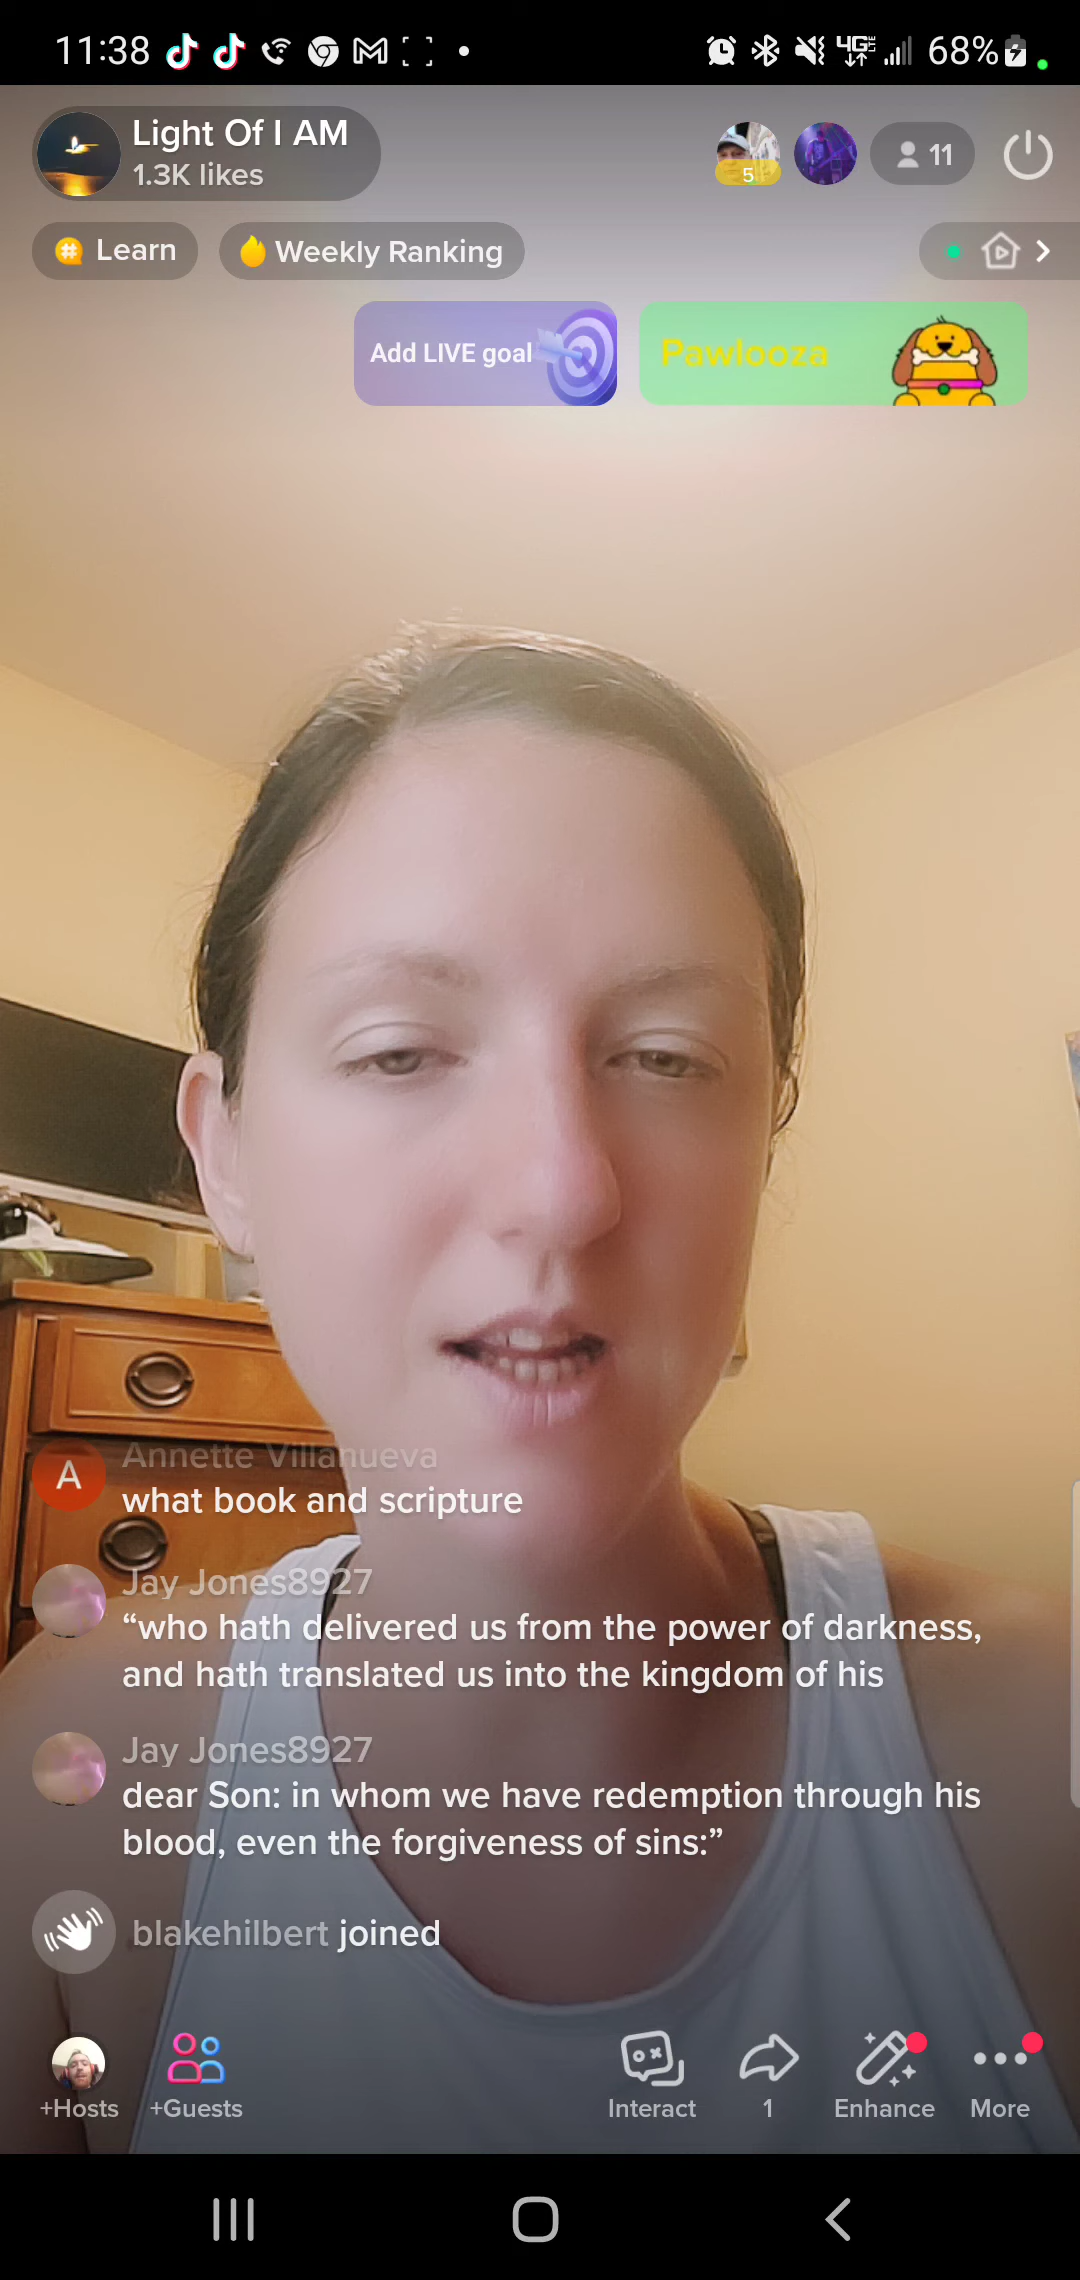 11:38
4G LTE
68%
Light Of I AM
1.3K likes
5
11
# Learn
Weekly Ranking
Add LIVE goal
Pawlooza
A
Annette Villanueva
what book and scripture
Jay Jones8927
“who hath delivered us from the power of darkness,
and hath translated us into the kingdom of his
Jay Jones8927
dear Son: in whom we have redemption through his
blood, even the forgiveness of sins:”
blakehilbert joined
+Hosts
+Guests
Interact
1
Enhance
More